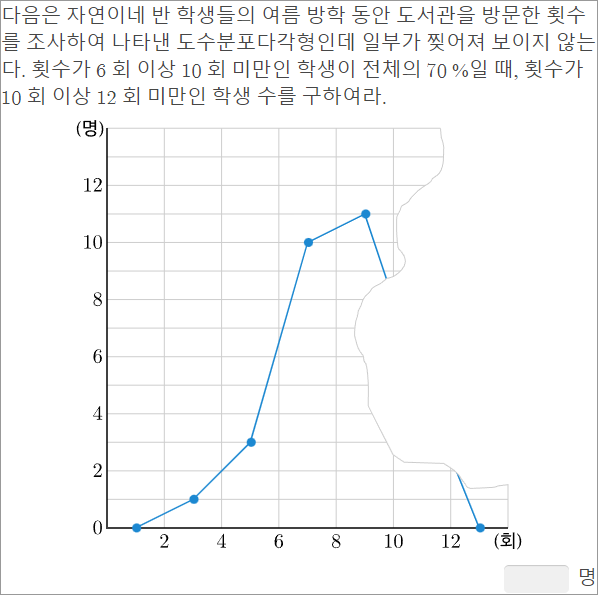 다음은 자연이네 반 학생들의 여름 방학 동안 도서관을 방문한 횟수
를 조사하여 나타낸 도수분포다각형인데 일부가 찢어져 보이지 않는
다. 횟수가 6 회 이상 10 회 미만인 학생이 전체의 70 %일 때, 횟수가
10 회 이상 12 회 미만인 학생 수를 구하여라.
(명)
12
10
8
6
4
2
0
2 4 6 8 10 12 (회)
명